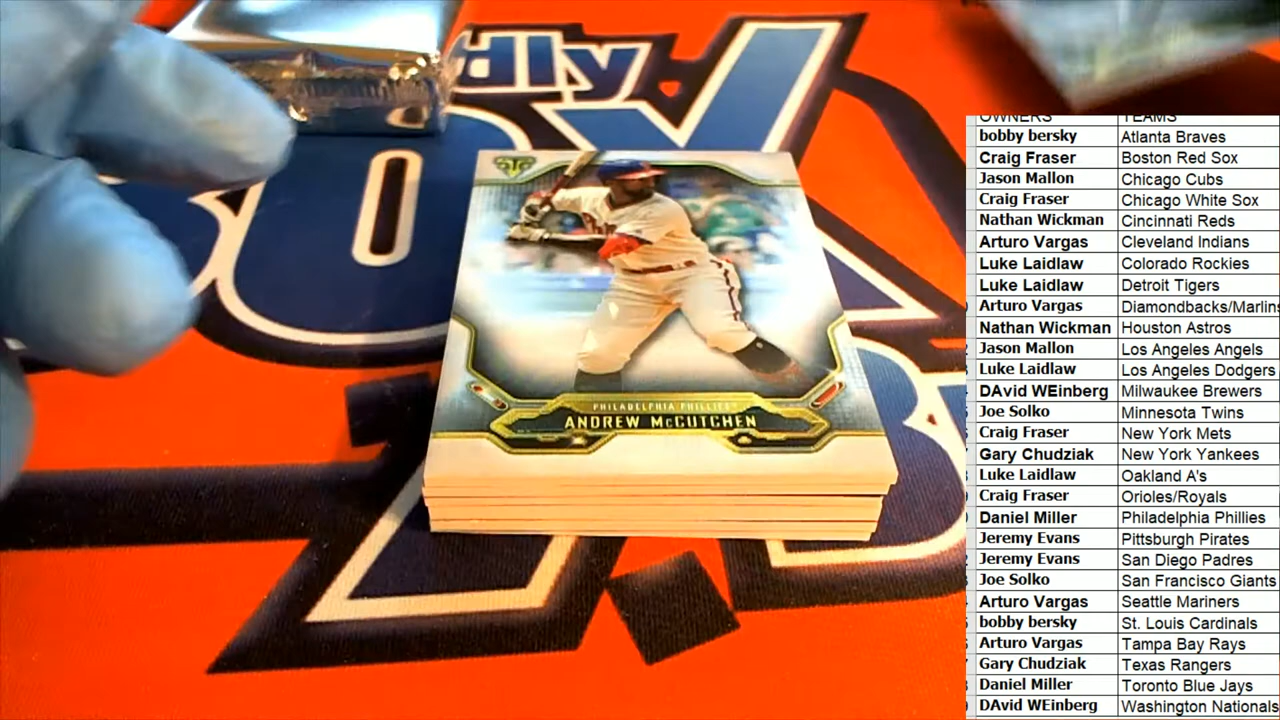 dly
PHILADELPHIA PHILLIES
ANDREW McCUTCHEN
OWNERS TEAMS
bobby bersky Atlanta Braves
Craig Fraser Boston Red Sox
Jason Mallon Chicago Cubs
Craig Fraser Chicago White Sox
Nathan Wickman Cincinnati Reds
Arturo Vargas Cleveland Indians
Luke Laidlaw Colorado Rockies
Luke Laidlaw Detroit Tigers
Arturo Vargas Diamondbacks/Marlin
Nathan Wickman Houston Astros
Jason Mallon Los Angeles Angels
Luke Laidlaw Los Angeles Dodgers
DAvid WEinberg Milwaukee Brewers
Joe Solko Minnesota Twins
Craig Fraser New York Mets
Gary Chudziak New York Yankees
Luke Laidlaw Oakland A's
Craig Fraser Orioles/Royals
Daniel Miller Philadelphia Phillies
Jeremy Evans Pittsburgh Pirates
Jeremy Evans San Diego Padres
Joe Solko San Francisco Giants
Arturo Vargas Seattle Mariners
bobby bersky St. Louis Cardinals
Arturo Vargas Tampa Bay Rays
Gary Chudziak Texas Rangers
Daniel Miller Toronto Blue Jays
DAvid WEinberg Washington Nationals